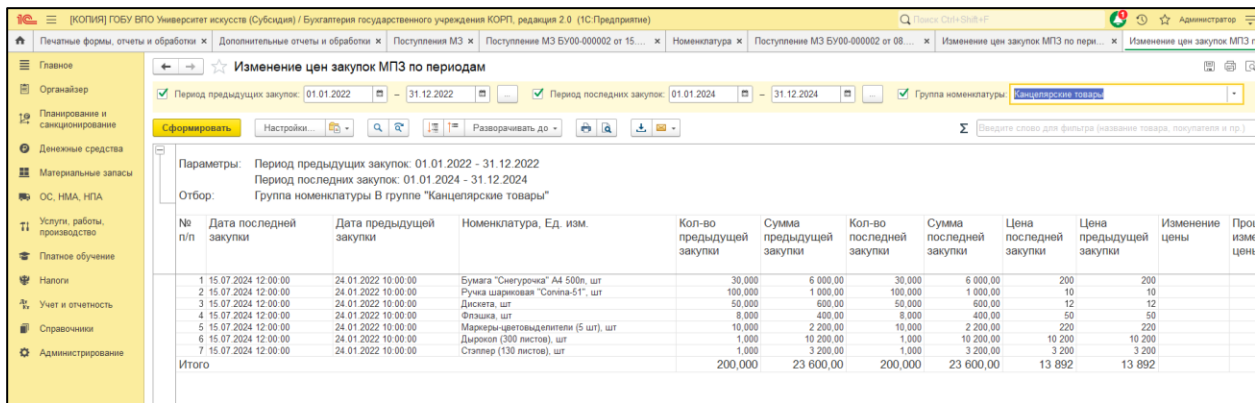 1С [КОПИЯ] ГОБУ ВПО Университет искусств (Субсидия) / Бухгалтерия государственного учреждения КОРП, редакция 2.0 (1С:Предприятие) Поиск Ctrl+Shift+F Администратор
Печатные формы, отчеты и обработки × Дополнительные отчеты и обработки × Поступления МЗ × Поступление МЗ БУ00-000002 от 15.... × Номенклатура × Поступление МЗ БУ00-000002 от 08.... × Изменение цен закупок МПЗ по пери... × Изменение цен закупок МПЗ п
Главное
Органайзер
Планирование и санкционирование
Денежные средства
Материальные запасы
ОС, НМА, НПА
Услуги, работы, производство
Платное обучение
Налоги
Учет и отчетность
Справочники
Администрирование
Изменение цен закупок МПЗ по периодам
Период предыдущих закупок: 01.01.2022 – 31.12.2022 ... Период последних закупок: 01.01.2024 – 31.12.2024 ... Группа номенклатуры: Канцелярские товары
Сформировать Настройки... Разворачивать до Σ Введите слово для фильтра (название товара, покупателя и пр.)
Параметры: Период предыдущих закупок: 01.01.2022 - 31.12.2022
Период последних закупок: 01.01.2024 - 31.12.2024
Отбор: Группа номенклатуры В группе "Канцелярские товары"
№ п/п Дата последней закупки Дата предыдущей закупки Номенклатура, Ед. изм. Кол-во предыдущей закупки Сумма предыдущей закупки Кол-во последней закупки Сумма последней закупки Цена последней закупки Цена предыдущей закупки Изменение цены
1 15.07.2024 12:00:00 24.01.2022 10:00:00 Бумага "Снегурочка" А4 500л, шт 30,000 6 000,00 30,000 6 000,00 200 200
2 15.07.2024 12:00:00 24.01.2022 10:00:00 Ручка шариковая "Corvina-51", шт 100,000 1 000,00 100,000 1 000,00 10 10
3 15.07.2024 12:00:00 24.01.2022 10:00:00 Дискета, шт 50,000 600,00 50,000 600,00 12 12
4 15.07.2024 12:00:00 24.01.2022 10:00:00 Флэшка, шт 8,000 400,00 8,000 400,00 50 50
5 15.07.2024 12:00:00 24.01.2022 10:00:00 Маркеры-цветовыделители (5 шт), шт 10,000 2 200,00 10,000 2 200,00 220 220
6 15.07.2024 12:00:00 24.01.2022 10:00:00 Дырокол (300 листов), шт 1,000 10 200,00 1,000 10 200,00 10 200 10 200
7 15.07.2024 12:00:00 24.01.2022 10:00:00 Стэплер (130 листов), шт 1,000 3 200,00 1,000 3 200,00 3 200 3 200
Итого 200,000 23 600,00 200,000 23 600,00 13 892 13 892